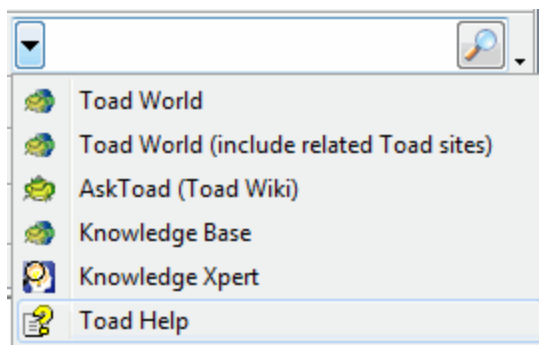 Toad World
Toad World (include related Toad sites)
AskToad (Toad Wiki)
Knowledge Base
Knowledge Xpert
Toad Help